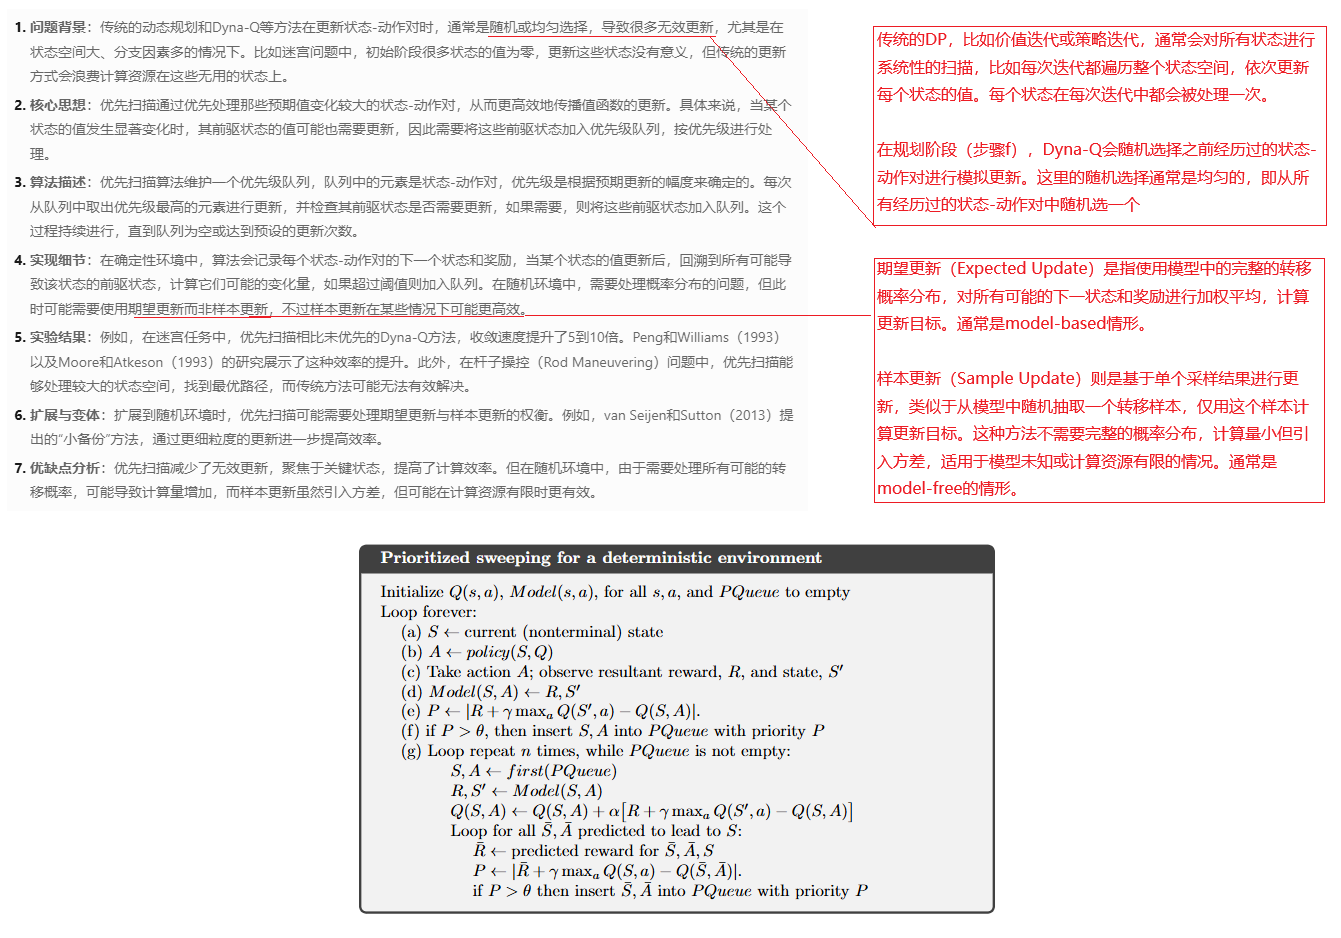 1. 问题背景：传统的动态规划和Dyna-Q等方法在更新状态-动作对时，通常是随机或均匀选择，导致很多无效更新，尤其是在
状态空间大、分支因素多的情况下。比如迷宫问题中，初始阶段很多状态的值为零，更新这些状态没有意义，但传统的更新
方式会浪费计算资源在这些无用的状态上。
2. 核心思想：优先扫描通过优先处理那些预期值变化较大的状态-动作对，从而更高效地传播值函数的更新。具体来说，当某个
状态的值发生显著变化时，其前驱状态的值可能也需要更新，因此需要将这些前驱状态加入优先级队列，按优先级进行处
理。
3. 算法描述：优先扫描算法维护一个优先级队列，队列中的元素是状态-动作对，优先级是根据预期更新的幅度来确定的。每次
从队列中取出优先级最高的元素进行更新，并检查其前驱状态是否需要更新，如果需要，则将这些前驱状态加入队列。这个
过程持续进行，直到队列为空或达到预设的更新次数。
4. 实现细节：在确定性环境中，算法会记录每个状态-动作对的下一个状态和奖励，当某个状态的值更新后，回溯到所有可能导
致该状态的前驱状态，计算它们可能的变化量，如果超过阈值则加入队列。在随机环境中，需要处理概率分布的问题，但此
时可能需要使用期望更新而非样本更新，不过样本更新在某些情况下可能更高效。
5. 实验结果：例如，在迷宫任务中，优先扫描相比未优先的Dyna-Q方法，收敛速度提升了5到10倍。Peng和Williams（1993）
以及Moore和Atkeson（1993）的研究展示了这种效率的提升。此外，在杆子操控（Rod Maneuvering）问题中，优先扫描能
够处理较大的状态空间，找到最优路径，而传统方法可能无法有效解决。
6. 扩展与变体：扩展到随机环境时，优先扫描可能需要处理期望更新与样本更新的权衡。例如，van Seijen和Sutton（2013）提
出的“小备份”方法，通过更细粒度的更新进一步提高效率。
7. 优缺点分析：优先扫描减少了无效更新，聚焦于关键状态，提高了计算效率。但在随机环境中，由于需要处理所有可能的转
移概率，可能导致计算量增加，而样本更新虽然引入方差，但可能在计算资源有限时更有效。
传统的DP，比如价值迭代或策略迭代，通常会对所有状态进行
系统性的扫描，比如每次迭代都遍历整个状态空间，依次更新
每个状态的值。每个状态在每次迭代中都会被处理一次。
在规划阶段（步骤f），Dyna-Q会随机选择之前经历过的状态-
动作对进行模拟更新。这里的随机选择通常是均匀的，即从所
有经历过的状态-动作对中随机选一个
期望更新（Expected Update）是指使用模型中的完整的转移
概率分布，对所有可能的下一状态和奖励进行加权平均，计算
更新目标。通常是model-based情形。
样本更新（Sample Update）则是基于单个采样结果进行更
新，类似于从模型中随机抽取一个转移样本，仅用这个样本计
算更新目标。这种方法不需要完整的概率分布，计算量小但引
入方差，适用于模型未知或计算资源有限的情况。通常是
model-free的情形。
Prioritized sweeping for a deterministic environment
Initialize Q(s, a), Model(s, a), for all s, a, and PQueue to empty
Loop forever:
(a) S ← current (nonterminal) state
(b) A ← policy(S, Q)
(c) Take action A; observe resultant reward, R, and state, S′
(d) Model(S, A) ← R, S′
(e) P ← |R + γ maxₐ Q(S′, a) − Q(S, A)|.
(f) if P > θ, then insert S, A into PQueue with priority P
(g) Loop repeat n times, while PQueue is not empty:
S, A ← first(PQueue)
R, S′ ← Model(S, A)
Q(S, A) ← Q(S, A) + α[R + γ maxₐ Q(S′, a) − Q(S, A)]
Loop for all S̄, Ā predicted to lead to S:
R̄ ← predicted reward for S̄, Ā, S
P ← |R̄ + γ maxₐ Q(S, a) − Q(S̄, Ā)|.
if P > θ then insert S̄, Ā into PQueue with priority P